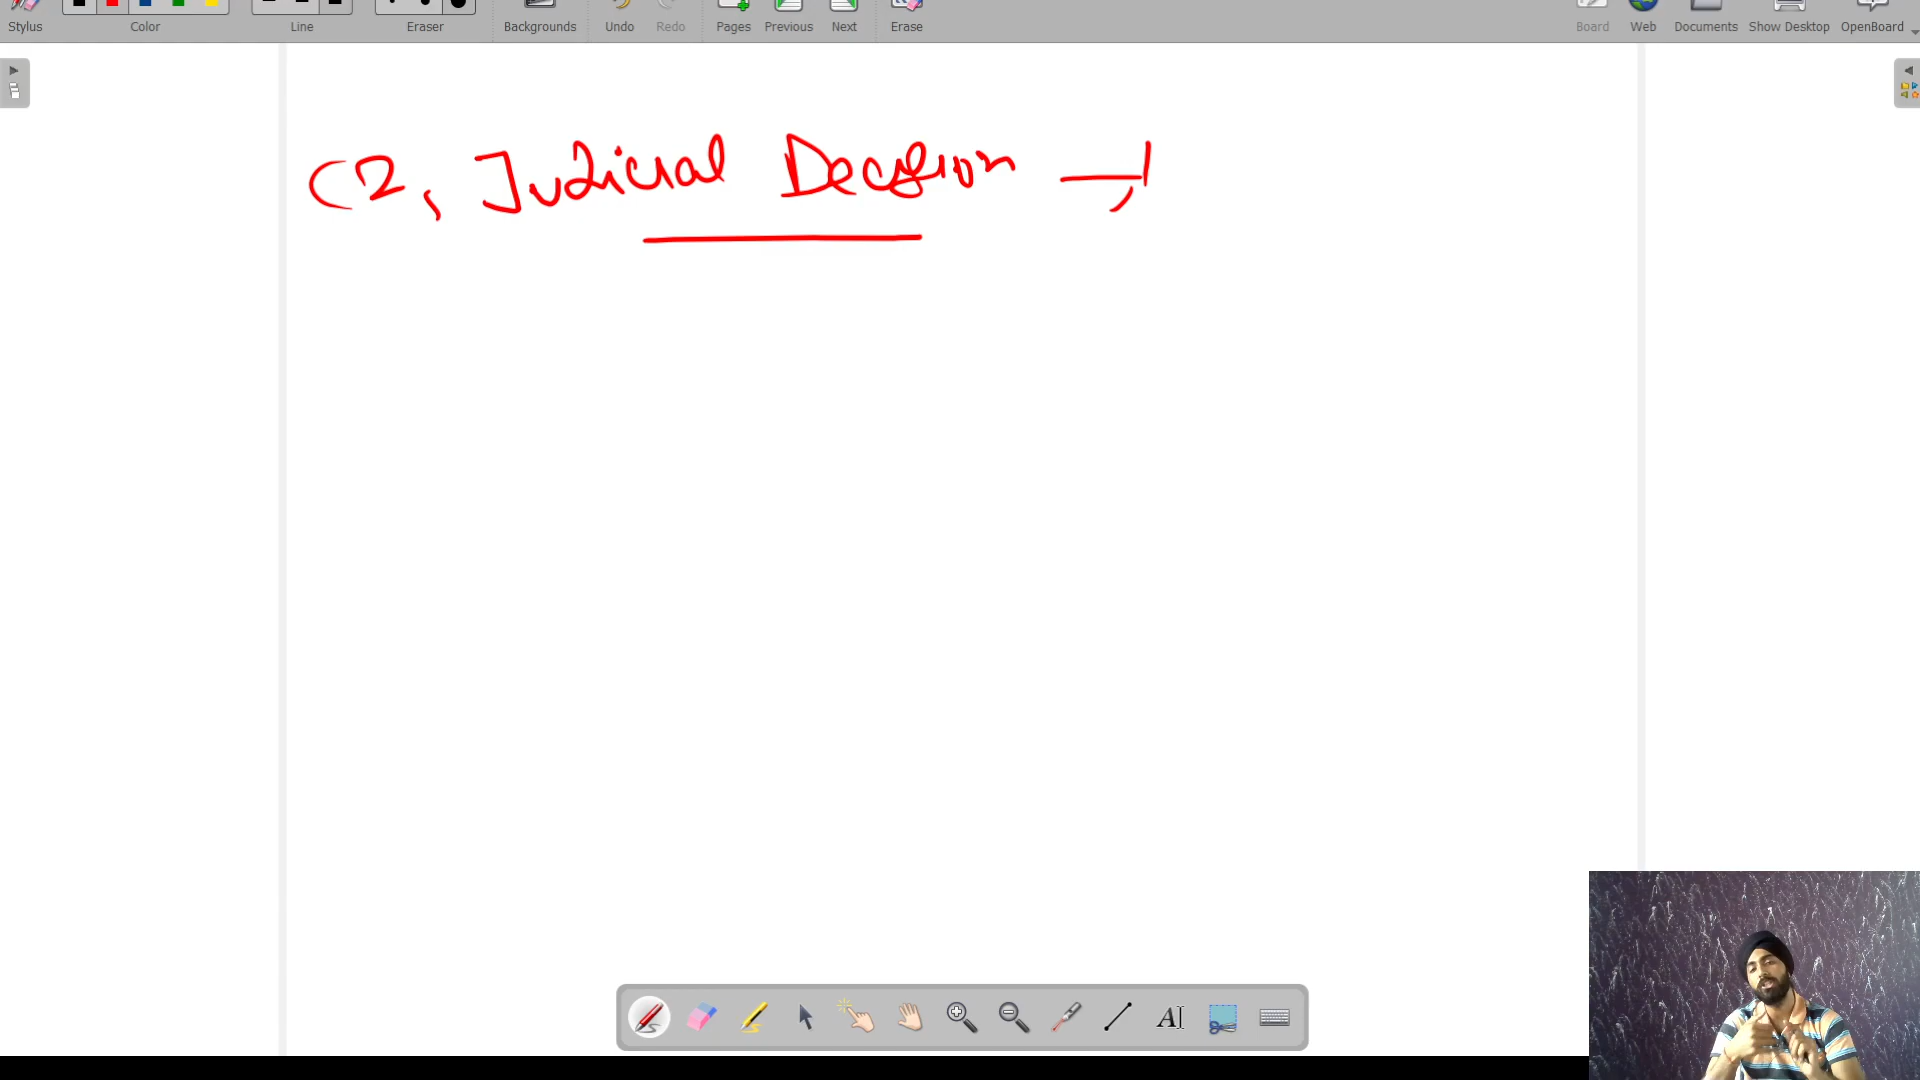 Stylus Color Line Eraser Backgrounds Undo Redo Pages Previous Next Erase Board Web Documents Show Desktop OpenBoard
(2, Judicial Decision →